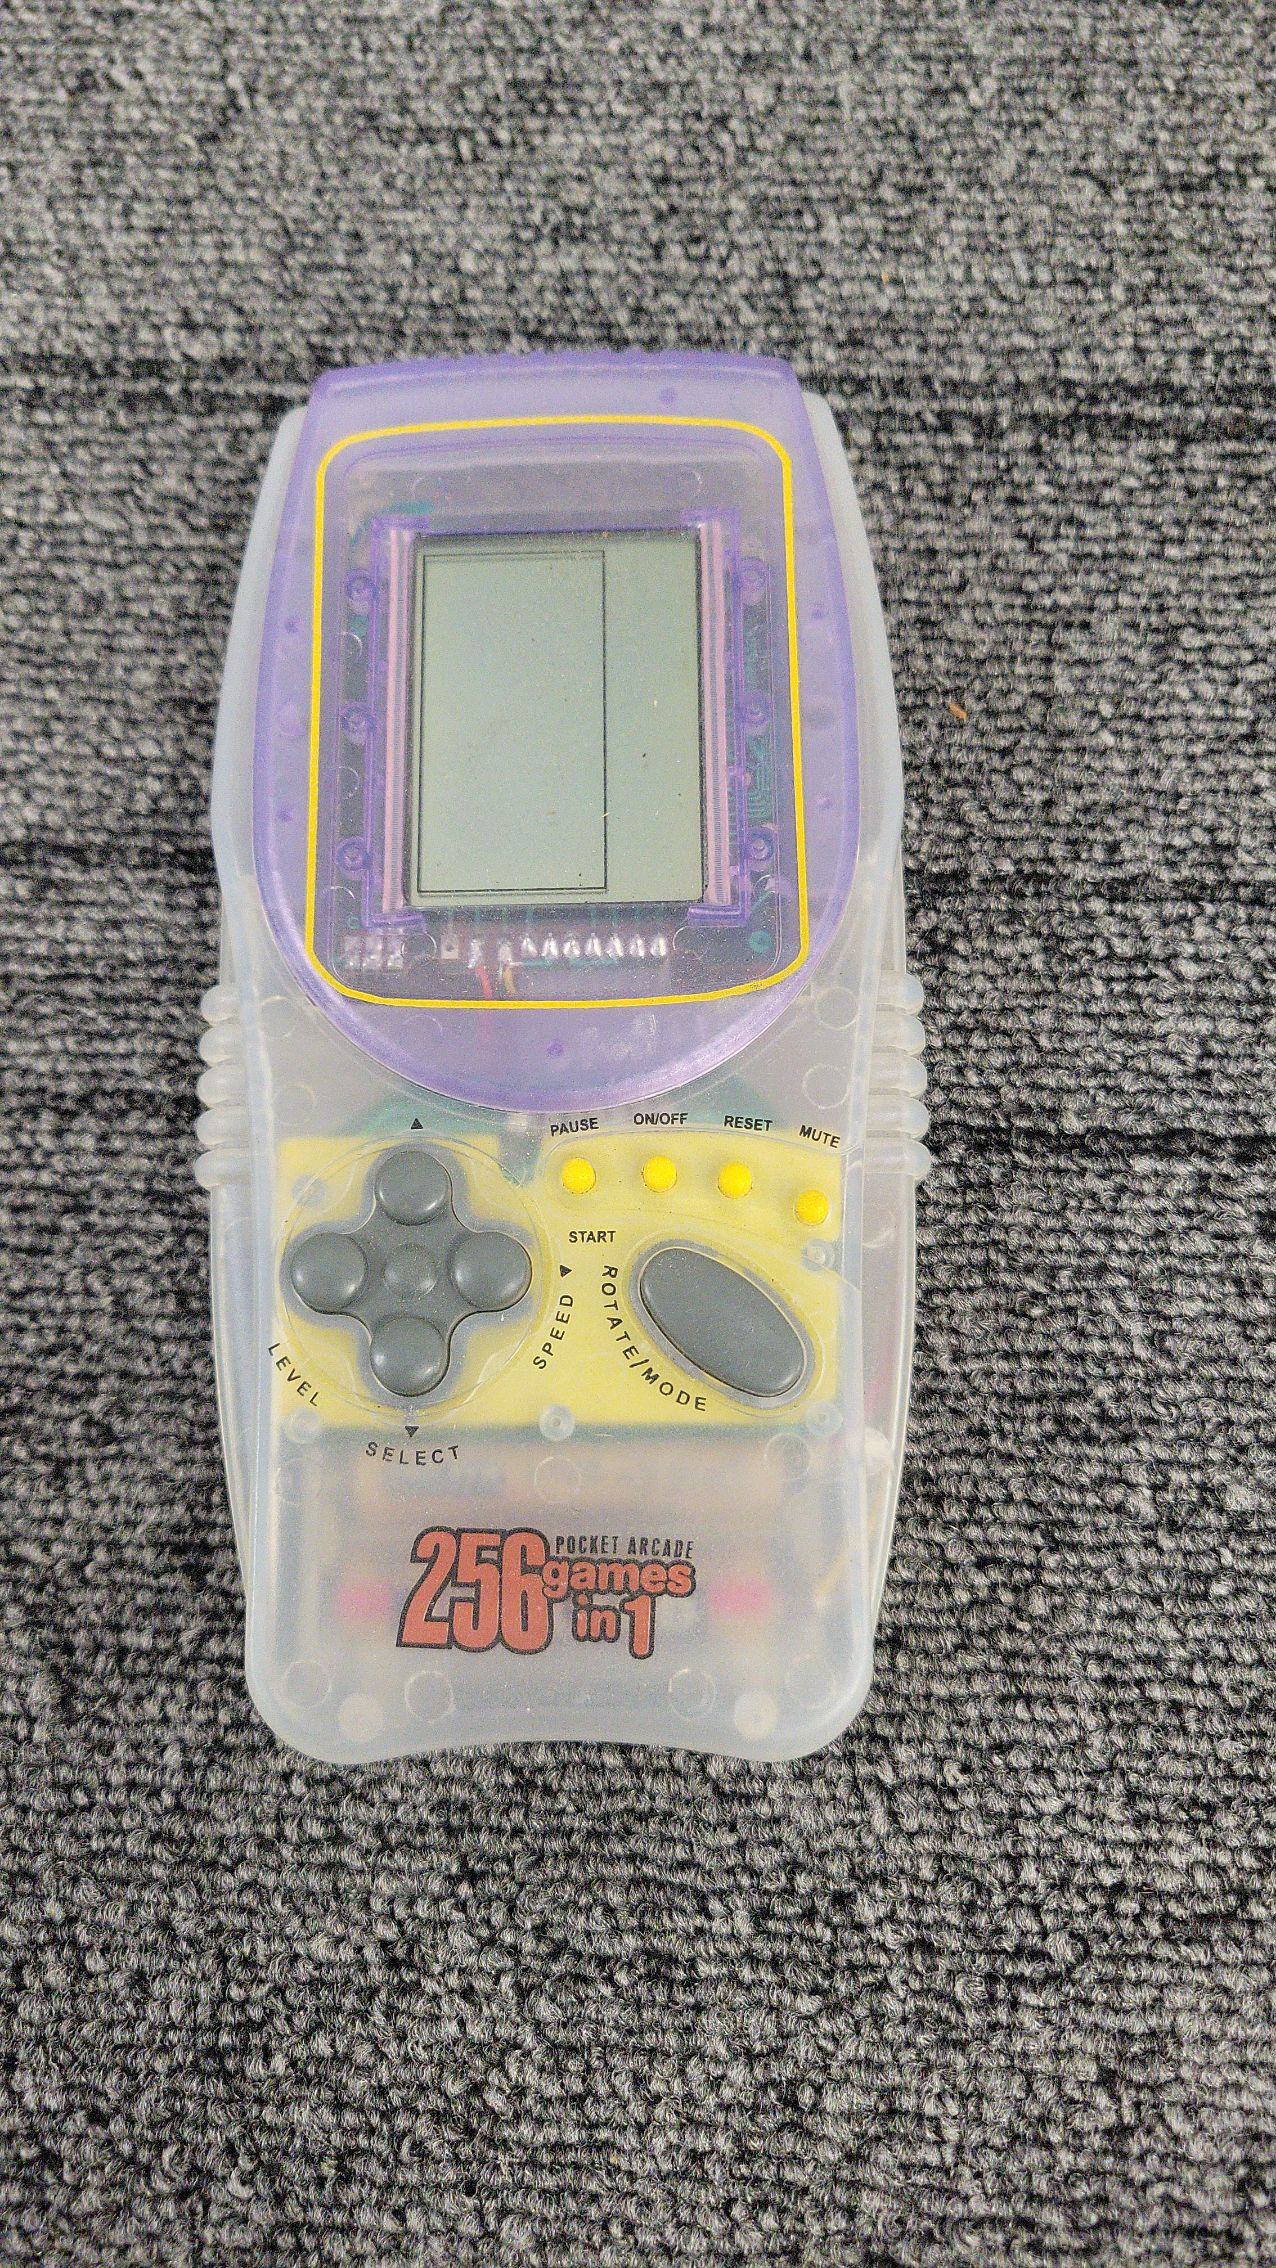 PAUSE ON/OFF RESET MUTE
START
LEVEL
SPEED
ROTATE/MODE
SELECT
POCKET ARCADE
256 games
in 1